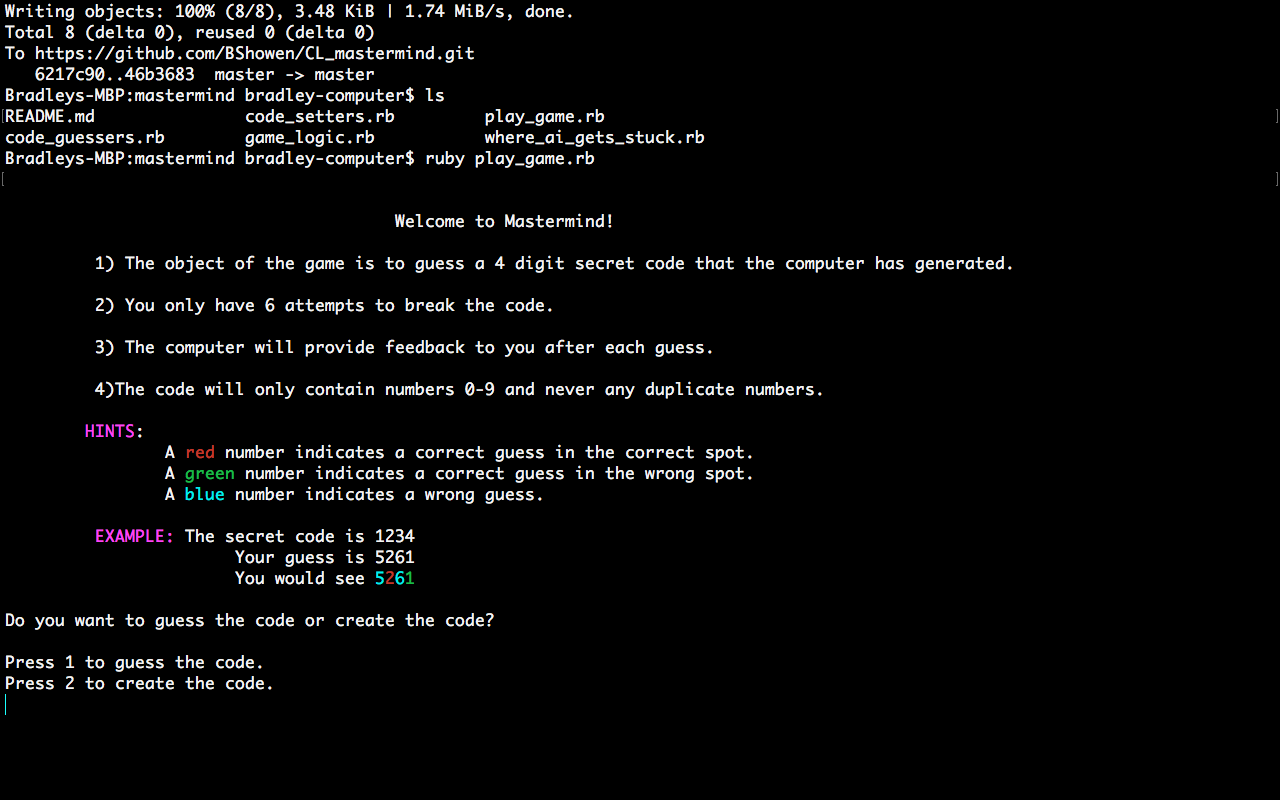 Writing objects: 100% (8/8), 3.48 KiB | 1.74 MiB/s, done.
Total 8 (delta 0), reused 0 (delta 0)
To https://github.com/BShowen/CL_mastermind.git
   6217c90..46b3683  master -> master
Bradleys-MBP:mastermind bradley-computer$ ls
README.md               code_setters.rb         play_game.rb
code_guessers.rb        game_logic.rb           where_ai_gets_stuck.rb
Bradleys-MBP:mastermind bradley-computer$ ruby play_game.rb
Welcome to Mastermind!
1) The object of the game is to guess a 4 digit secret code that the computer has generated.
2) You only have 6 attempts to break the code.
3) The computer will provide feedback to you after each guess.
4)The code will only contain numbers 0-9 and never any duplicate numbers.
HINTS:
A red number indicates a correct guess in the correct spot.
A green number indicates a correct guess in the wrong spot.
A blue number indicates a wrong guess.
EXAMPLE: The secret code is 1234
Your guess is 5261
You would see 5261
Do you want to guess the code or create the code?
Press 1 to guess the code.
Press 2 to create the code.